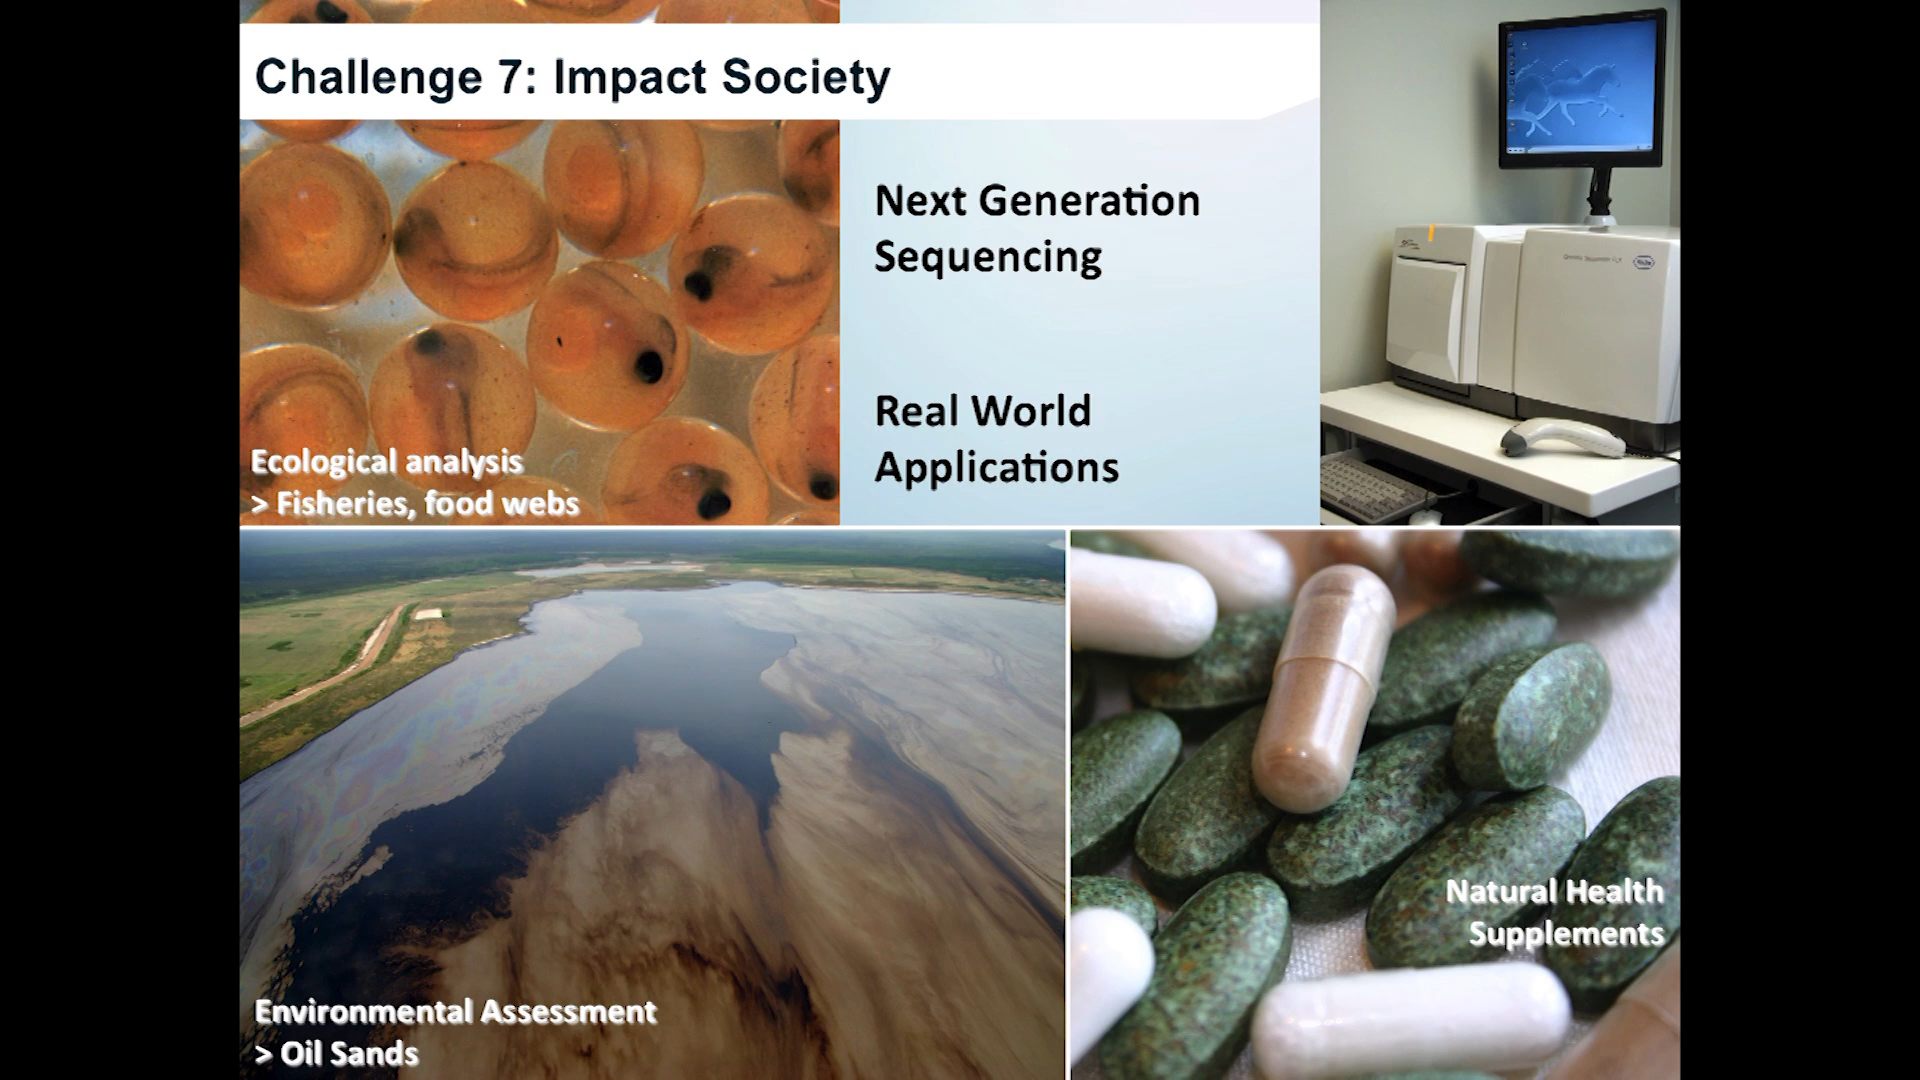 Challenge 7: Impact Society
Next Generation
Sequencing
Real World
Applications
Ecological analysis
> Fisheries, food webs
Natural Health
Supplements
Environmental Assessment
> Oil Sands